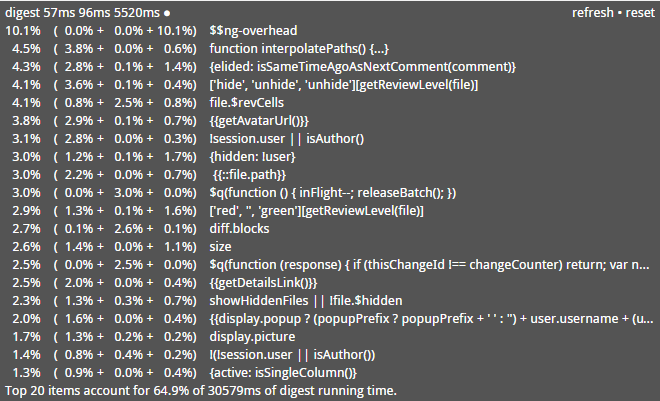 digest 57ms 96ms 5520ms ● refresh • reset
10.1% ( 0.0% + 0.0% + 10.1%) $$ng-overhead
4.5% ( 3.8% + 0.0% + 0.6%) function interpolatePaths() {...}
4.3% ( 2.8% + 0.1% + 1.4%) {elided: isSameTimeAgoAsNextComment(comment)}
4.1% ( 3.6% + 0.1% + 0.4%) ['hide', 'unhide', 'unhide'][getReviewLevel(file)]
4.1% ( 0.8% + 2.5% + 0.8%) file.$revCells
3.8% ( 2.9% + 0.1% + 0.7%) {{getAvatarUrl()}}
3.1% ( 2.8% + 0.0% + 0.3%) !session.user || isAuthor()
3.0% ( 1.2% + 0.1% + 1.7%) {hidden: !user}
3.0% ( 2.2% + 0.0% + 0.7%) {{::file.path}}
3.0% ( 0.0% + 3.0% + 0.0%) $q(function () { inFlight--; releaseBatch(); })
2.9% ( 1.3% + 0.1% + 1.6%) ['red', '', 'green'][getReviewLevel(file)]
2.7% ( 0.1% + 2.6% + 0.1%) diff.blocks
2.6% ( 1.4% + 0.0% + 1.1%) size
2.5% ( 0.0% + 2.5% + 0.0%) $q(function (response) { if (thisChangeId !== changeCounter) return; var n...
2.5% ( 2.0% + 0.0% + 0.4%) {{getDetailsLink()}}
2.3% ( 1.3% + 0.3% + 0.7%) showHiddenFiles || !file.$hidden
2.0% ( 1.6% + 0.0% + 0.4%) {{display.popup ? (popupPrefix ? popupPrefix + ' ' : '') + user.username + (u...
1.7% ( 1.3% + 0.2% + 0.2%) display.picture
1.4% ( 0.8% + 0.4% + 0.2%) !(!session.user || isAuthor())
1.3% ( 0.9% + 0.0% + 0.4%) {active: isSingleColumn()}
Top 20 items account for 64.9% of 30579ms of digest running time.